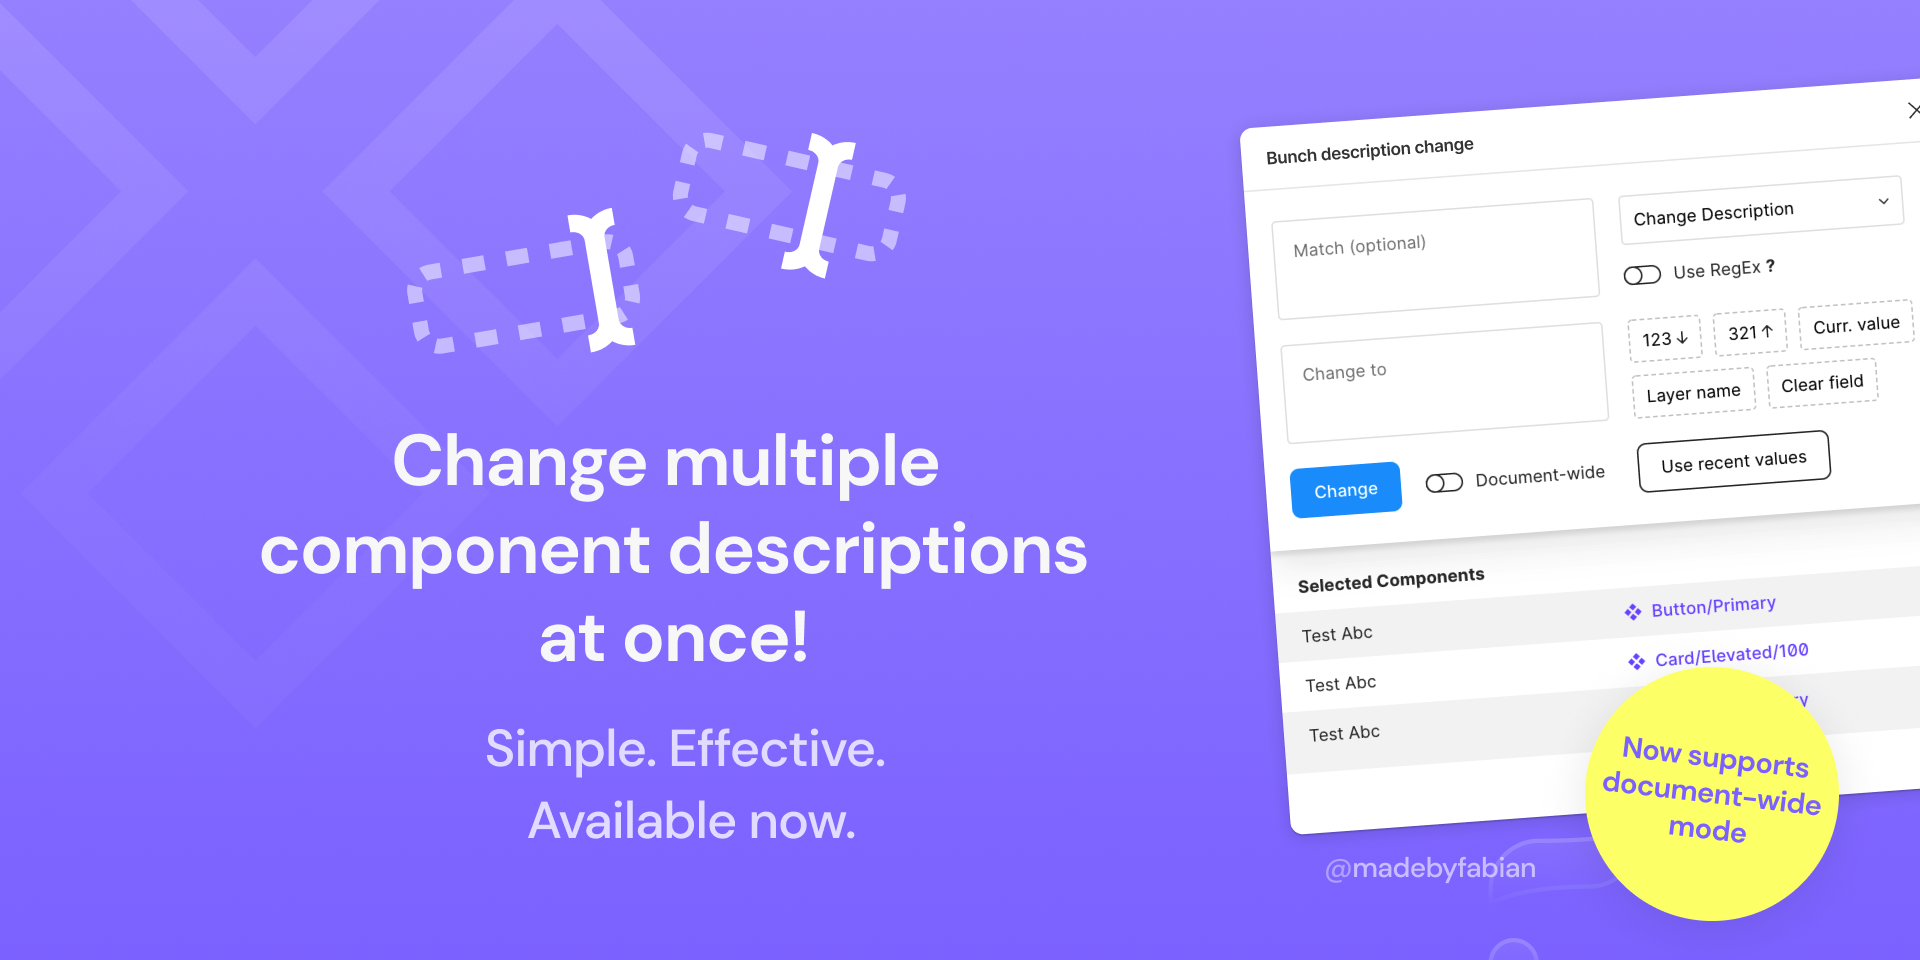 Change multiple
component descriptions
at once!
Simple. Effective.
Available now.
Bunch description change
Match (optional)
Change Description
Use RegEx ?
Change to
123 ↓
321 ↑
Curr. value
Layer name
Clear field
Change
Document-wide
Use recent values
Selected Components
Test Abc
Button/Primary
Test Abc
Card/Elevated/100
Test Abc
Now supports
document-wide
mode
@madebyfabian